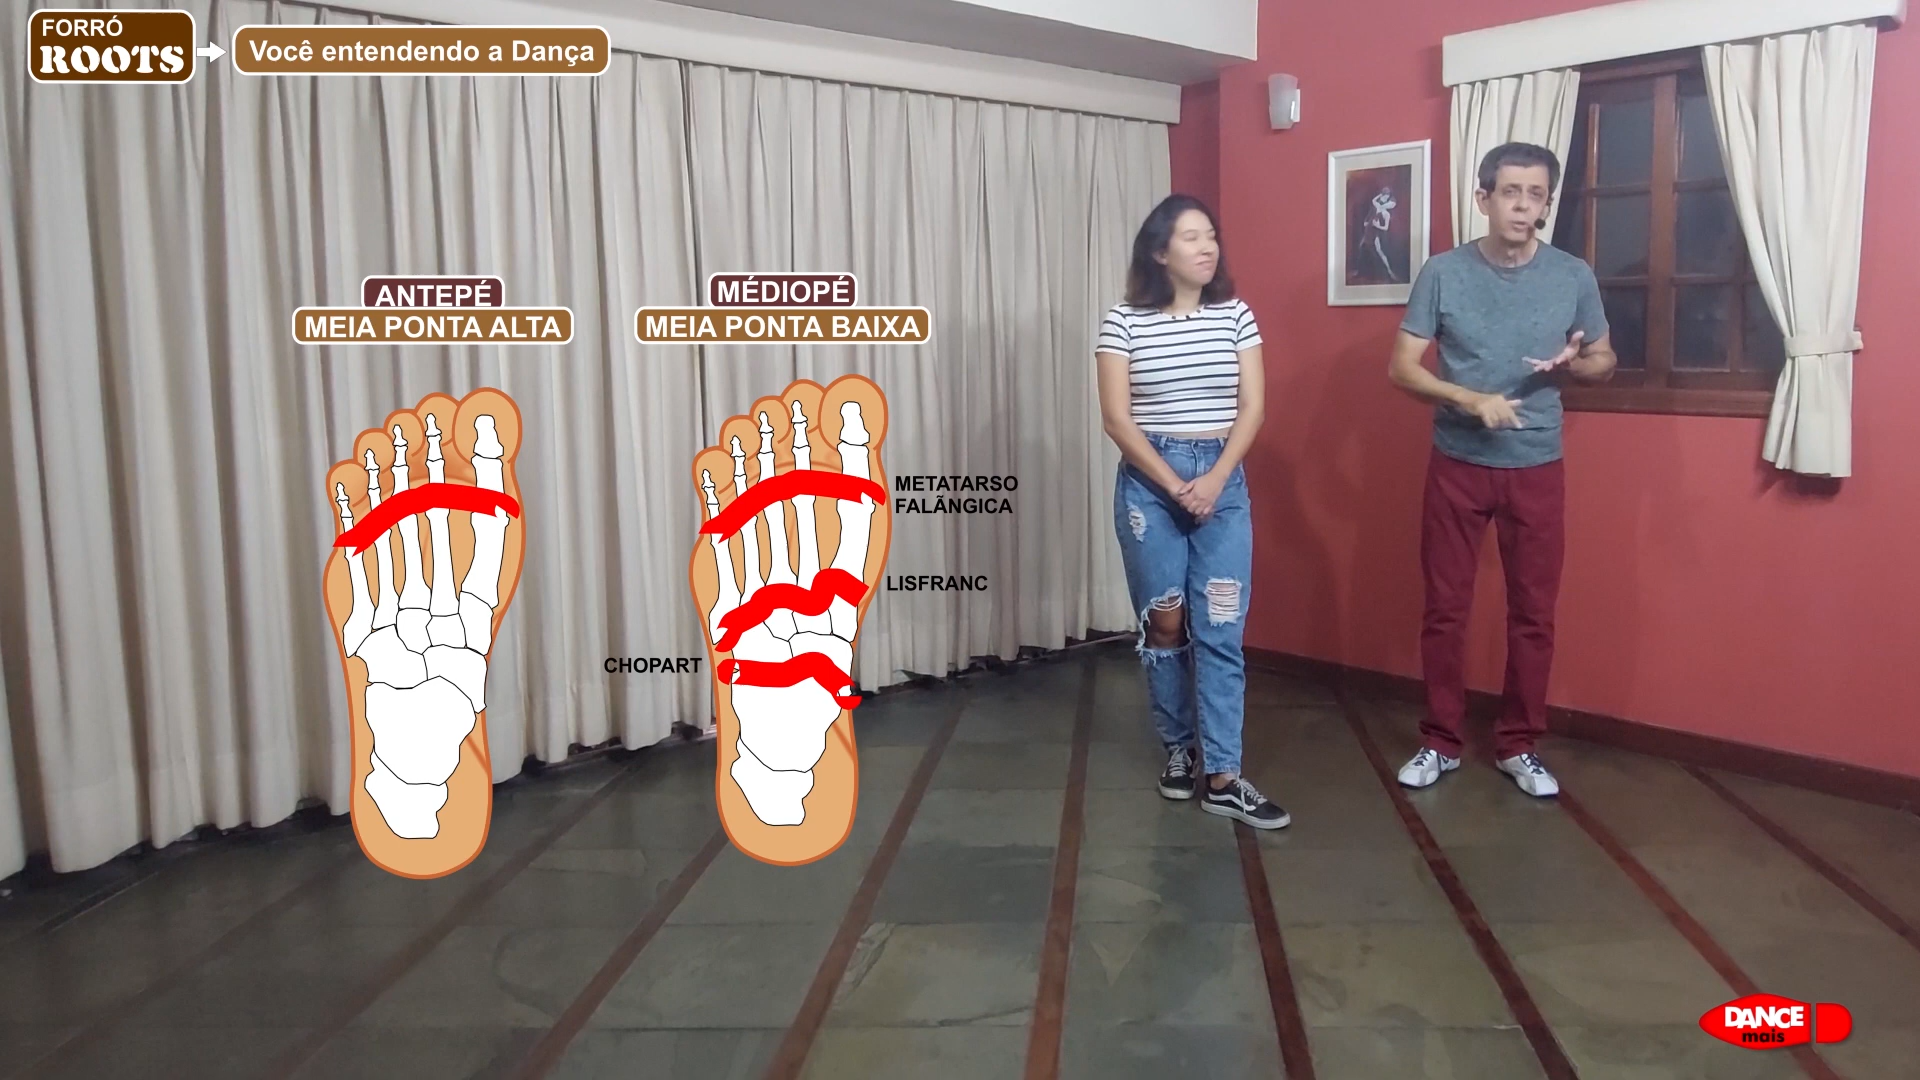 FORRÓ
ROOTS
Você entendendo a Dança
ANTEPÉ
MEIA PONTA ALTA
MÉDIOPÉ
MEIA PONTA BAIXA
METATARSO
FALÃNGICA
LISFRANC
CHOPART
DANCE
mais